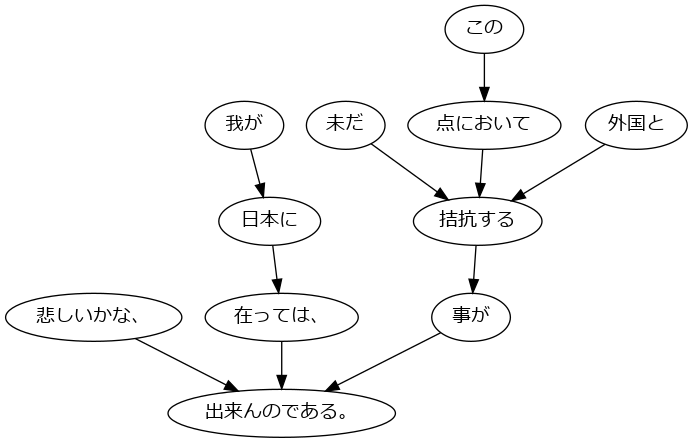 この
我が
未だ
点において
外国と
日本に
拮抗する
悲しいかな、
在っては、
事が
出来んのである。